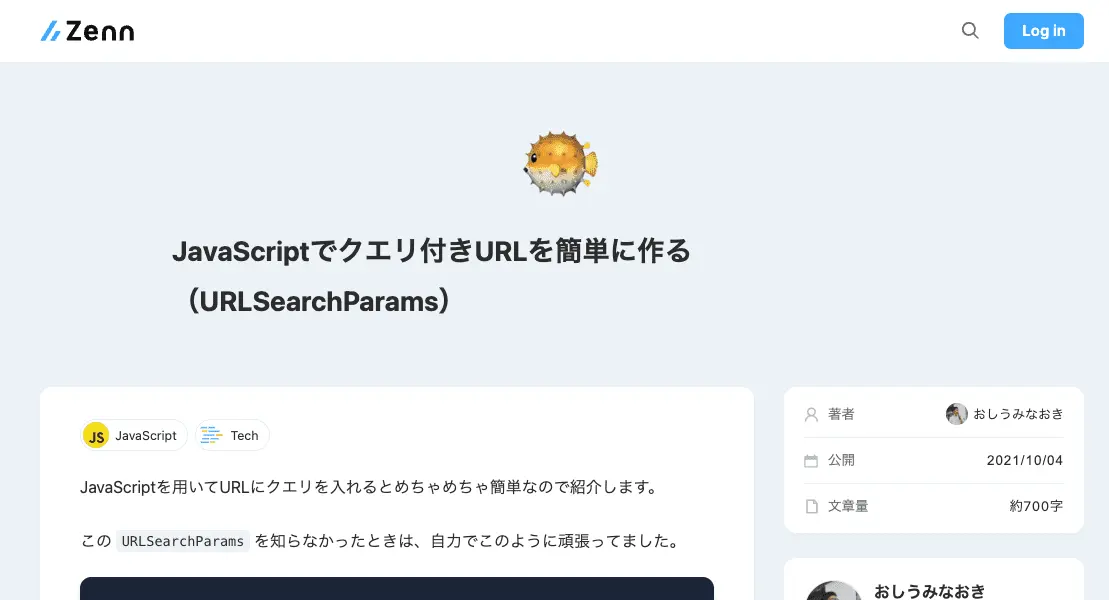 Zenn
Log in
JavaScriptでクエリ付きURLを簡単に作る
（URLSearchParams）
JS JavaScript
Tech
JavaScriptを用いてURLにクエリを入れるとめちゃめちゃ簡単なので紹介します。
この URLSearchParams を知らなかったときは、自力でこのように頑張ってました。
著者 おしうみなおき
公開 2021/10/04
文章量 約700字
おしうみなおき